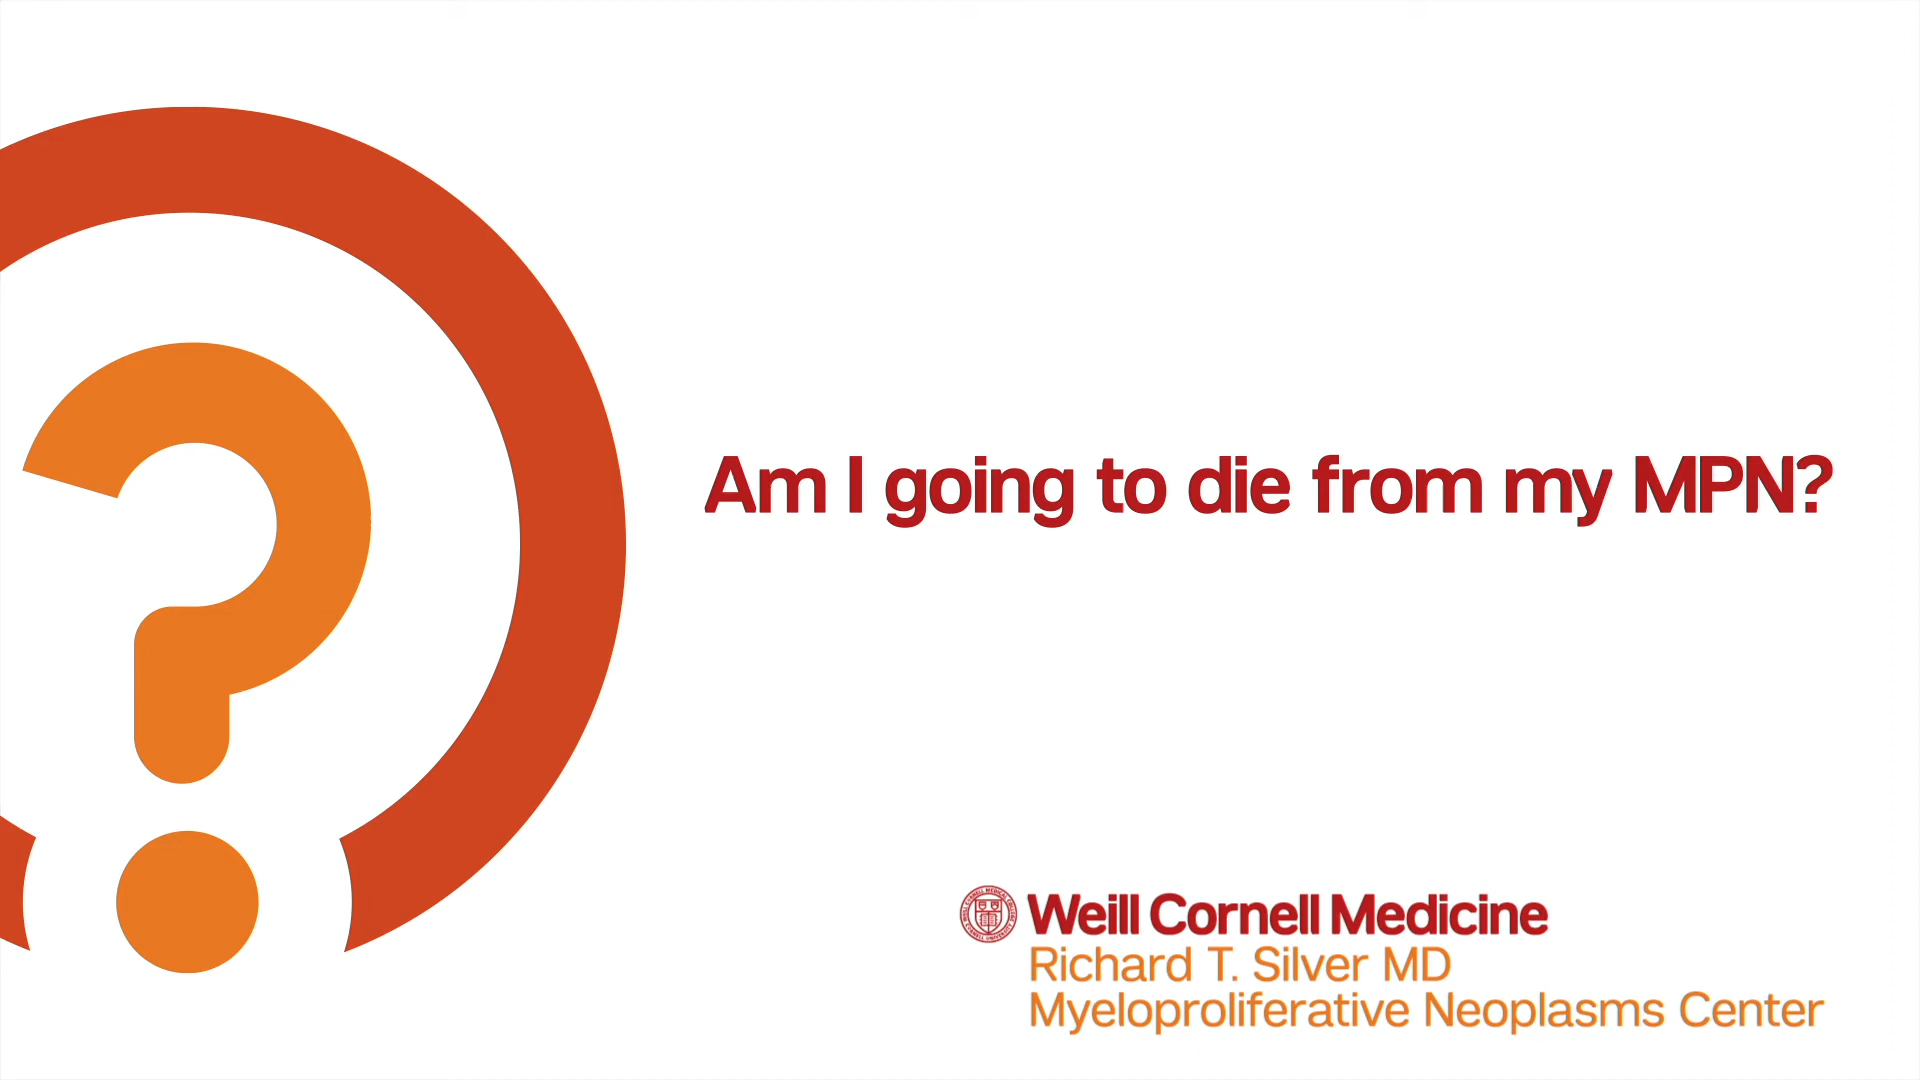 Am I going to die from my MPN?
Weill Cornell Medicine
Richard T. Silver MD
Myeloproliferative Neoplasms Center